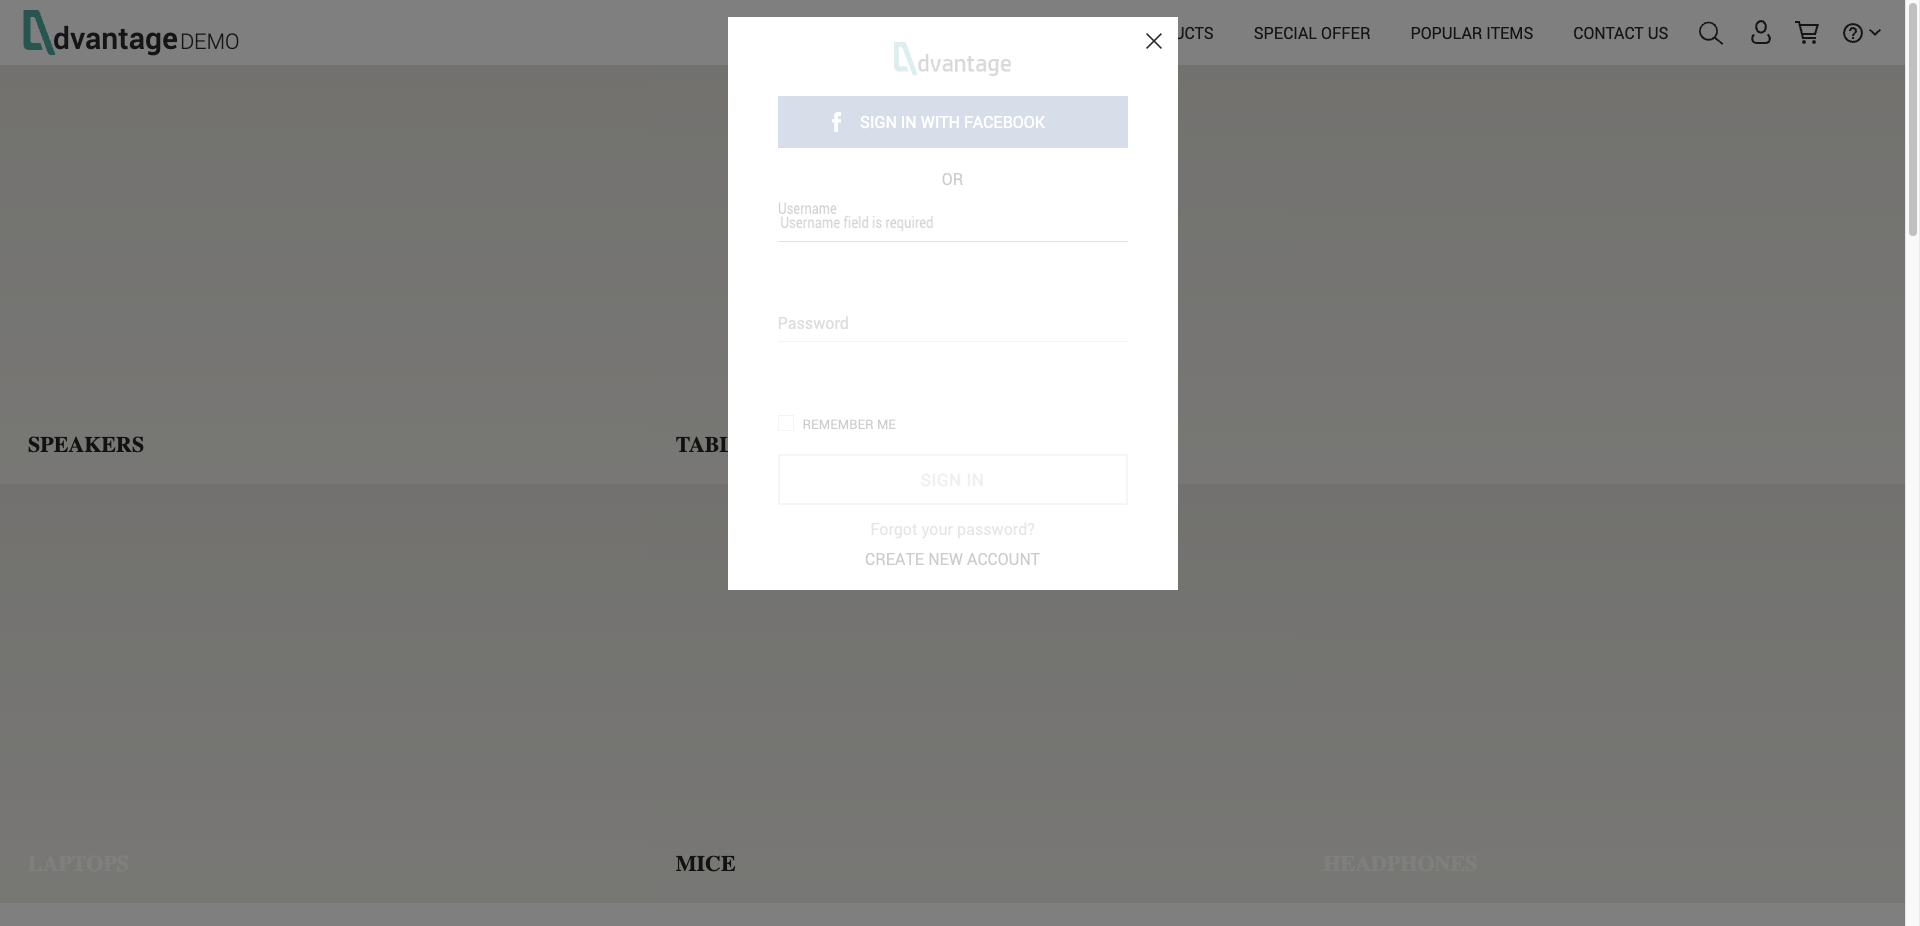 dvantage DEMO
UCTS
SPECIAL OFFER
POPULAR ITEMS
CONTACT US
dvantage
SIGN IN WITH FACEBOOK
OR
Username
Username field is required
Password
REMEMBER ME
SIGN IN
Forgot your password?
CREATE NEW ACCOUNT
SPEAKERS
TABL
LAPTOPS
MICE
HEADPHONES